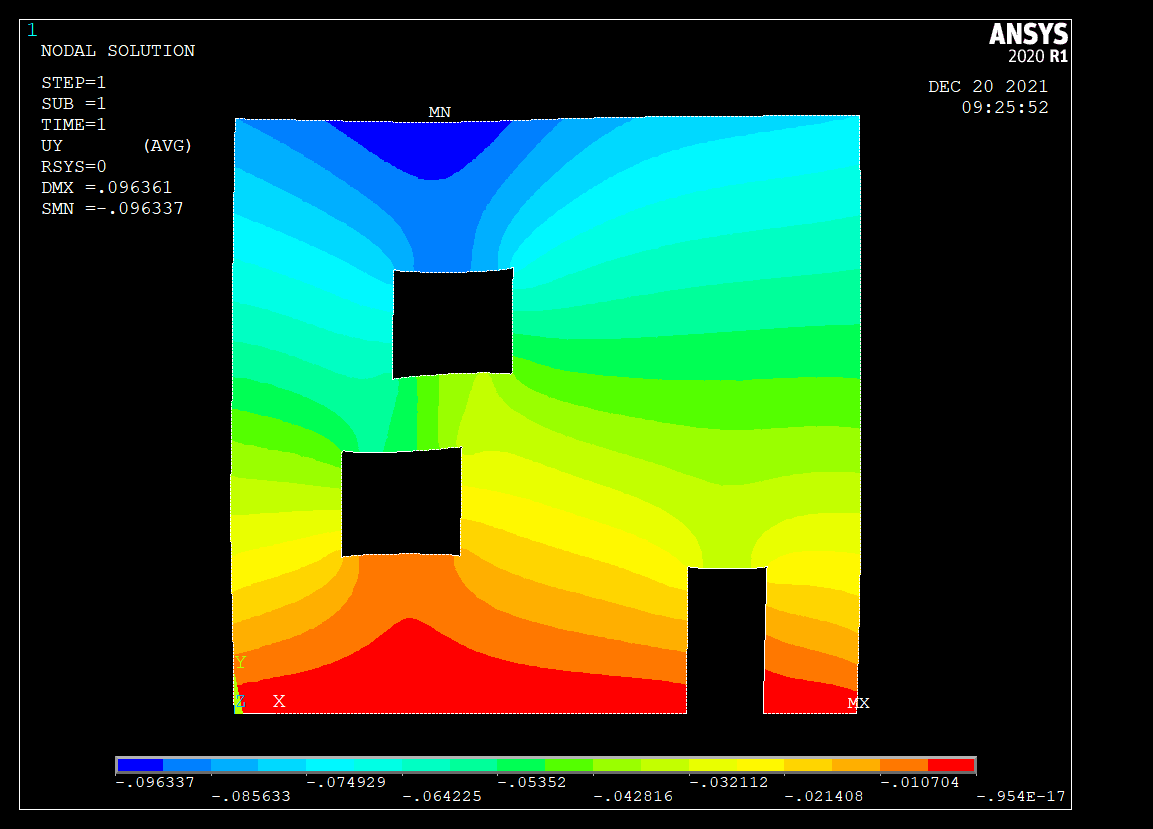 1
ANSYS
2020 R1
NODAL SOLUTION
STEP=1
SUB =1
TIME=1
UY (AVG)
RSYS=0
DMX =.096361
SMN =-.096337
DEC 20 2021
09:25:52
MN
Y
Z X
MX
-.096337 -.074929 -.05352 -.032112 -.010704
-.085633 -.064225 -.042816 -.021408 -.954E-17